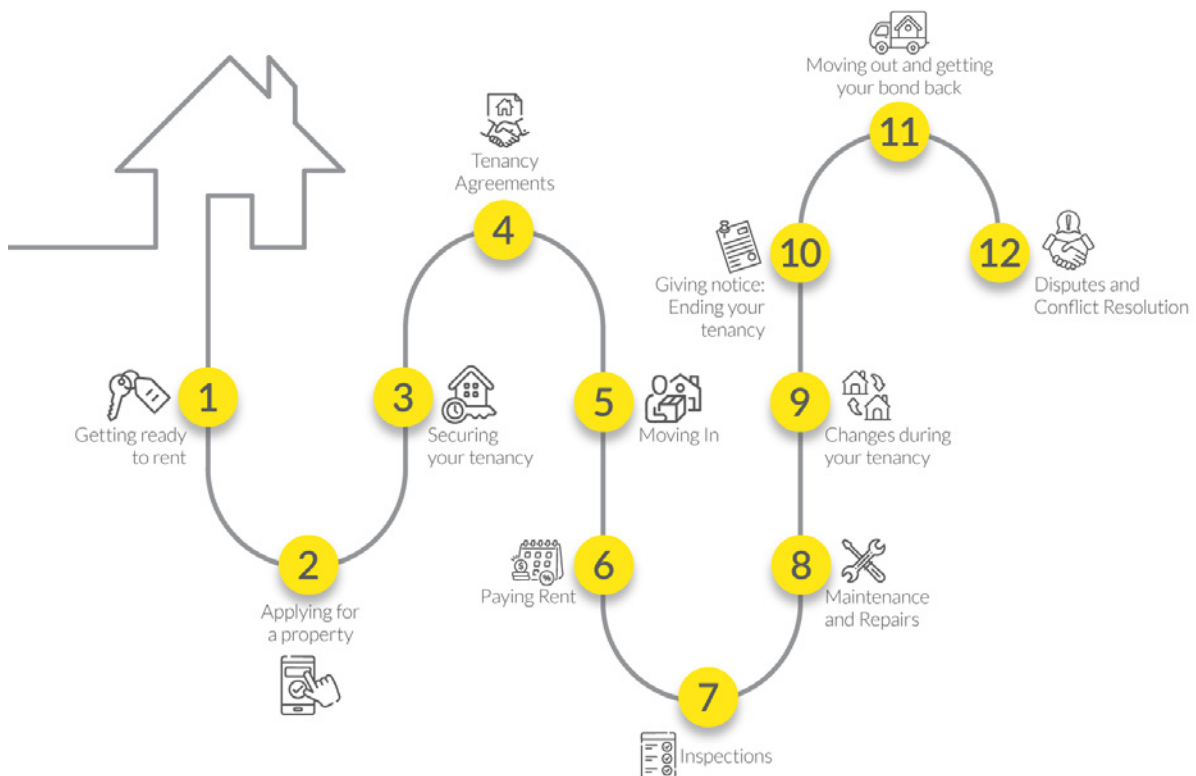 1
Getting ready
to rent
2
Applying for
a property
3
Securing
your tenancy
Tenancy
Agreements
4
5
Moving In
6
Paying Rent
7
Inspections
8
Maintenance
and Repairs
9
Changes during
your tenancy
10
Giving notice:
Ending your
tenancy
Moving out and getting
your bond back
11
12
Disputes and
Conflict Resolution